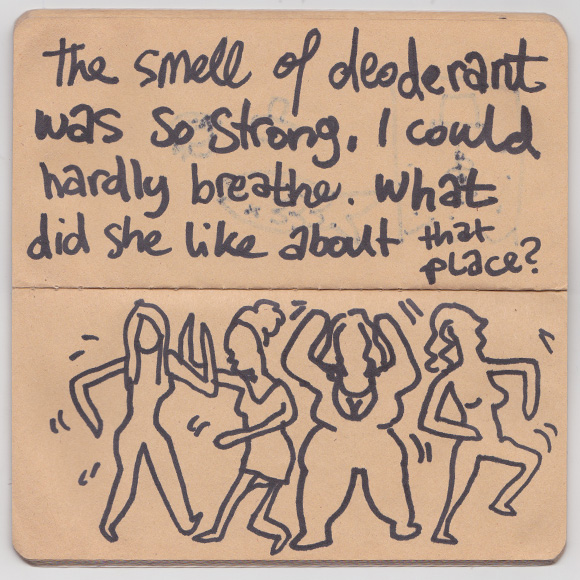 the smell of deoderant
was so strong, I could
hardly breathe. what
did she like about that
place?